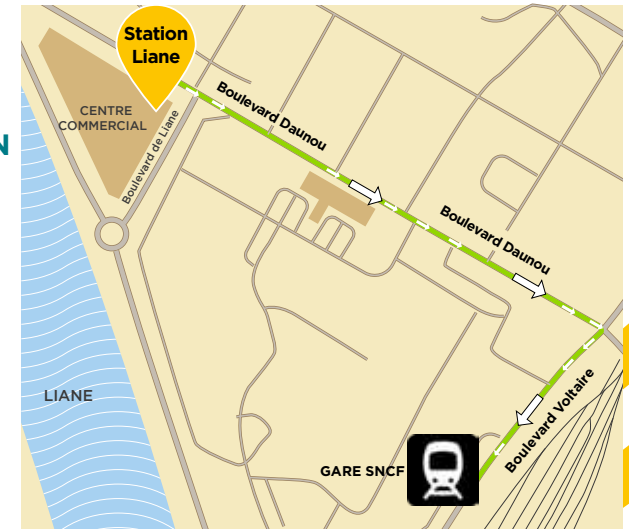 Station
Liane
Boulevard Daunou
CENTRE
COMMERCIAL
Boulevard de Liane
N
Boulevard Daunou
LIANE
Boulevard Voltaire
GARE SNCF